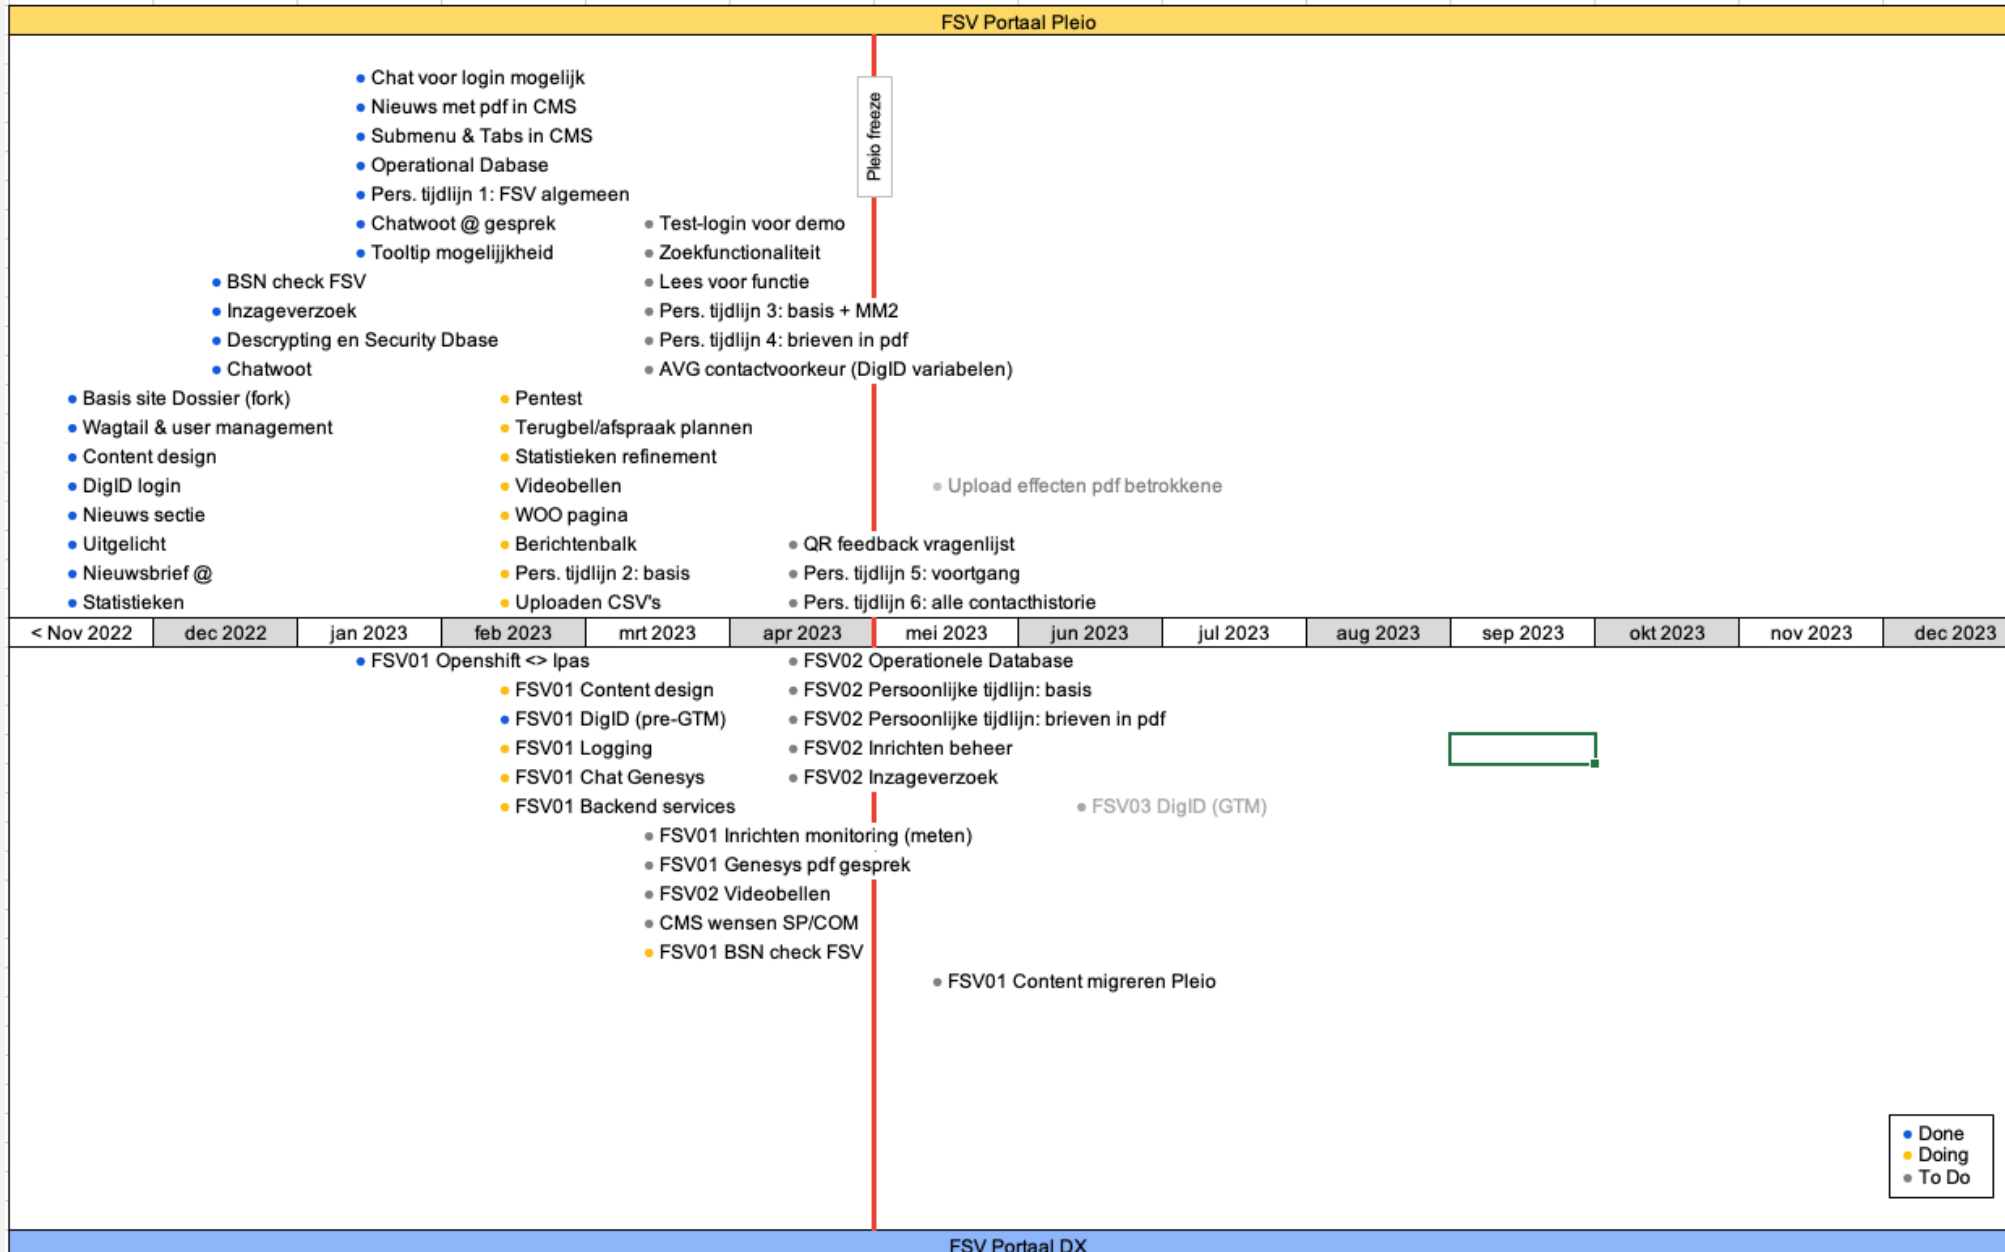 FSV Portaal Pleio
Pleio freeze
Chat voor login mogelijk
Nieuws met pdf in CMS
Submenu & Tabs in CMS
Operational Dabase
Pers. tijdlijn 1: FSV algemeen
Chatwoot @ gesprek
Tooltip mogelijjkheid
BSN check FSV
Inzageverzoek
Descrypting en Security Dbase
Chatwoot
Basis site Dossier (fork)
Wagtail & user management
Content design
DigID login
Nieuws sectie
Uitgelicht
Nieuwsbrief @
Statistieken
Test-login voor demo
Zoekfunctionaliteit
Lees voor functie
Pers. tijdlijn 3: basis + MM2
Pers. tijdlijn 4: brieven in pdf
AVG contactvoorkeur (DigID variabelen)
Pentest
Terugbel/afspraak plannen
Statistieken refinement
Videobellen
WOO pagina
Berichtenbalk
Pers. tijdlijn 2: basis
Uploaden CSV's
Upload effecten pdf betrokkene
QR feedback vragenlijst
Pers. tijdlijn 5: voortgang
Pers. tijdlijn 6: alle contacthistorie
< Nov 2022 dec 2022 jan 2023 feb 2023 mrt 2023 apr 2023 mei 2023 jun 2023 jul 2023 aug 2023 sep 2023 okt 2023 nov 2023 dec 2023
FSV01 Openshift <> Ipas
FSV01 Content design
FSV01 DigID (pre-GTM)
FSV01 Logging
FSV01 Chat Genesys
FSV01 Backend services
FSV01 Inrichten monitoring (meten)
FSV01 Genesys pdf gesprek
FSV02 Videobellen
CMS wensen SP/COM
FSV01 BSN check FSV
FSV02 Operationele Database
FSV02 Persoonlijke tijdlijn: basis
FSV02 Persoonlijke tijdlijn: brieven in pdf
FSV02 Inrichten beheer
FSV02 Inzageverzoek
FSV03 DigID (GTM)
FSV01 Content migreren Pleio
Done
Doing
To Do
FSV Portaal DX